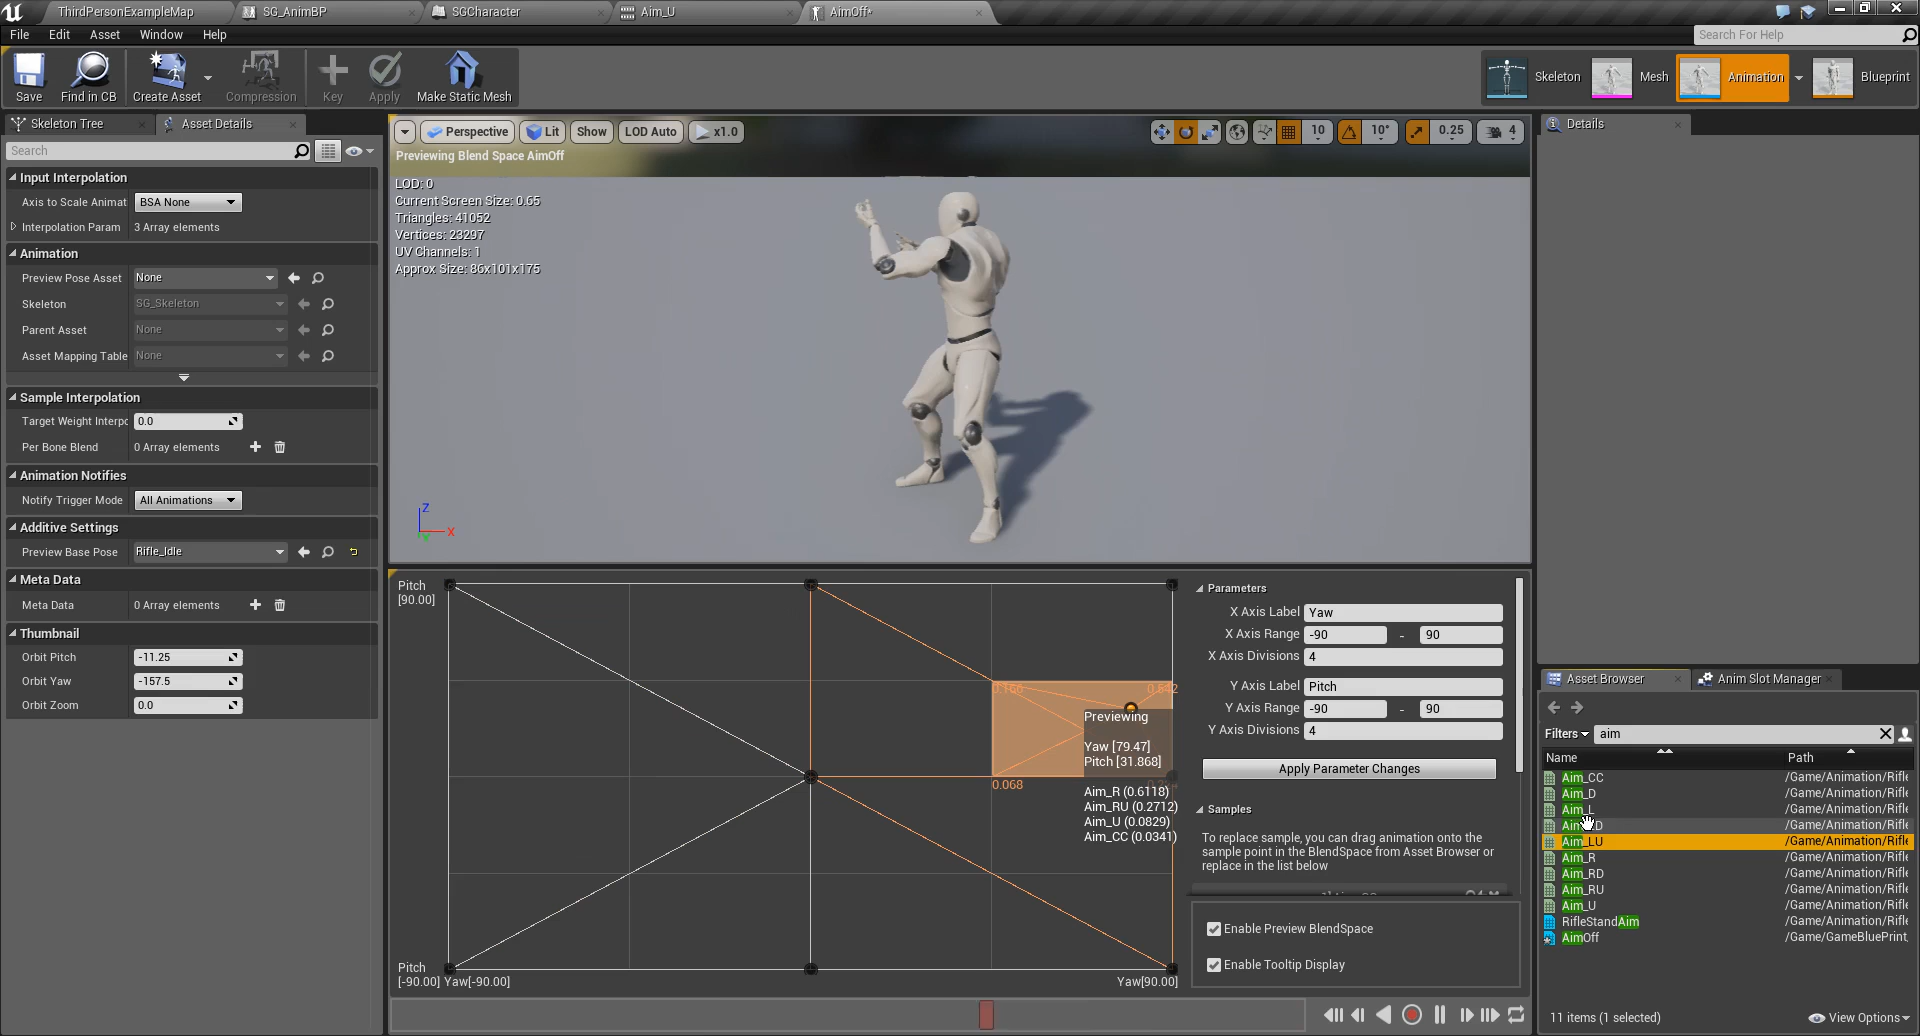 ThirdPersonExampleMap
SG_AnimBP
SGCharacter
Aim_U
AimOff*
File Edit Asset Window Help
Search For Help
Save
Find in CB
Create Asset
Compression
Key
Apply
Make Static Mesh
Skeleton
Mesh
Animation
Blueprint
Skeleton Tree
Asset Details
Search
Input Interpolation
Axis to Scale Animat BSA None
Interpolation Param 3 Array elements
Animation
Preview Pose Asset None
Skeleton SG_Skeleton
Parent Asset None
Asset Mapping Table None
Sample Interpolation
Target Weight Interpo 0.0
Per Bone Blend 0 Array elements
Animation Notifies
Notify Trigger Mode All Animations
Additive Settings
Preview Base Pose Rifle_Idle
Meta Data
Meta Data 0 Array elements
Thumbnail
Orbit Pitch -11.25
Orbit Yaw -157.5
Orbit Zoom 0.0
Perspective Lit Show LOD Auto x1.0
10 10° 0.25 4
Previewing Blend Space AimOff
LOD: 0
Current Screen Size: 0.65
Triangles: 41052
Vertices: 23297
UV Channels: 1
Approx Size: 86x101x175
Z
X
Y
Pitch
[90.00]
0.068
Previewing
Yaw [79.47]
Pitch [31.868]
Aim_R (0.6118)
Aim_RU (0.2712)
Aim_U (0.0829)
Aim_CC (0.0341)
Pitch
[-90.00] Yaw[-90.00]
Yaw[90.00]
Parameters
X Axis Label Yaw
X Axis Range -90 - 90
X Axis Divisions 4
Y Axis Label Pitch
Y Axis Range -90 - 90
Y Axis Divisions 4
Apply Parameter Changes
Samples
To replace sample, you can drag animation onto the
sample point in the BlendSpace from Asset Browser or
replace in the list below
Enable Preview BlendSpace
Enable Tooltip Display
Details
Asset Browser
Anim Slot Manager
Filters aim
Name Path
Aim_CC /Game/Animation/Rifle
Aim_D /Game/Animation/Rifle
Aim_L /Game/Animation/Rifle
/Game/Animation/Rifle
Aim_LU /Game/Animation/Rifle
Aim_R /Game/Animation/Rifle
Aim_RD /Game/Animation/Rifle
Aim_RU /Game/Animation/Rifle
Aim_U /Game/Animation/Rifle
RifleStandAim /Game/Animation/Rifle
AimOff /Game/GameBluePrint
11 items (1 selected)
View Options